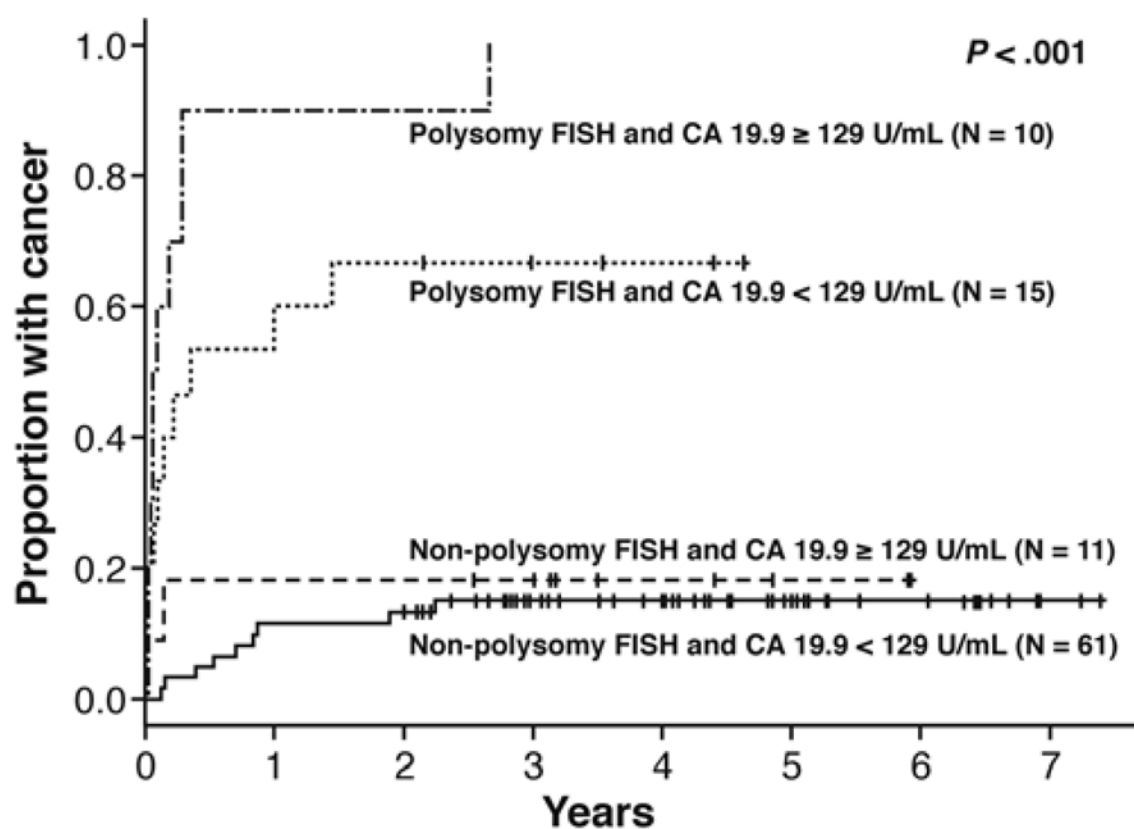 Proportion with cancer
1.0
0.8
0.6
0.4
0.2
0.0
P < .001
Polysomy FISH and CA 19.9 ≥ 129 U/mL (N = 10)
Polysomy FISH and CA 19.9 < 129 U/mL (N = 15)
Non-polysomy FISH and CA 19.9 ≥ 129 U/mL (N = 11)
Non-polysomy FISH and CA 19.9 < 129 U/mL (N = 61)
0 1 2 3 4 5 6 7
Years